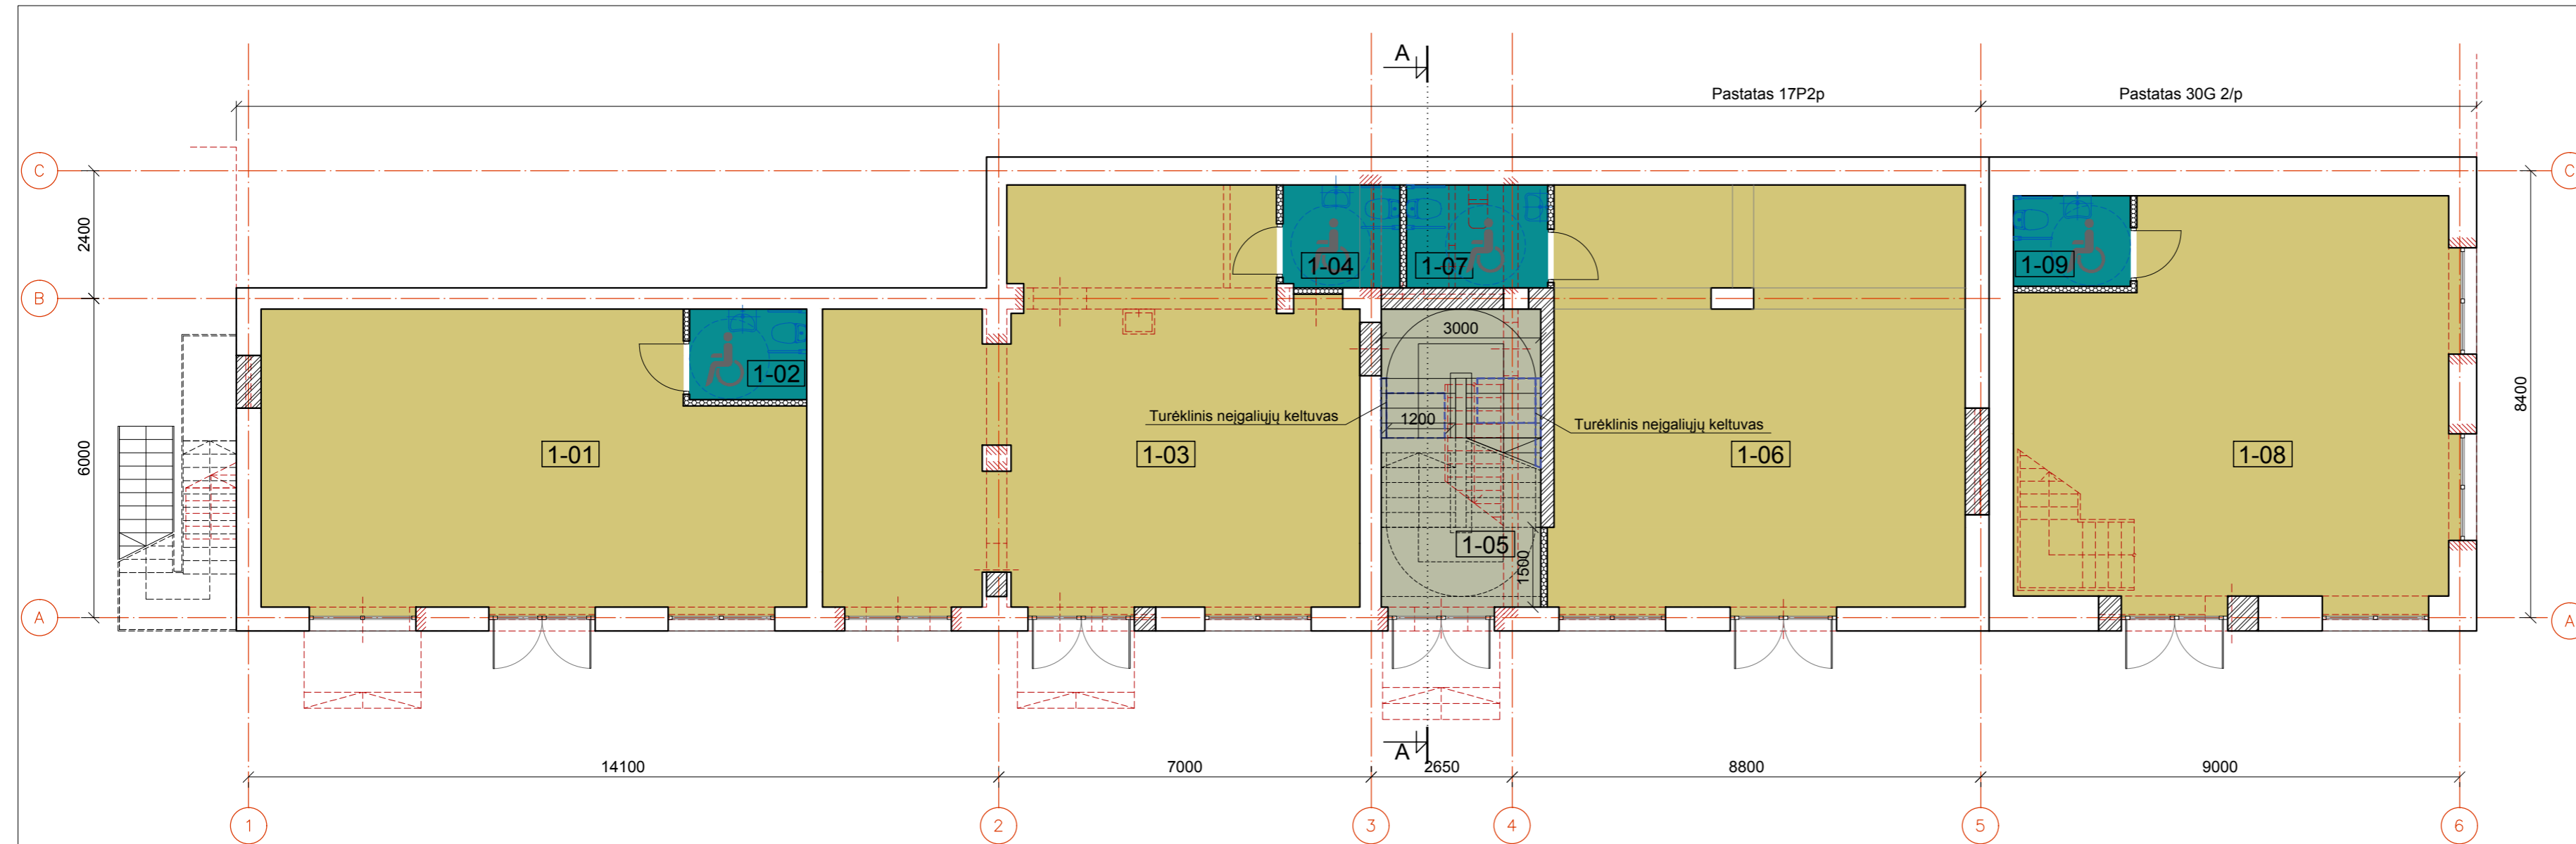 A
Pastatas 17P2p
Pastatas 30G 2/p
C
C
2400
1-04
1-07
1-09
B
3000
1-02
8400
Turėklinis neįgaliųjų keltuvas
1200
Turėklinis neįgaliųjų keltuvas
6000
1-01
1-03
1-06
1-08
1-05
1500
A
A
A
14100
7000
2650
8800
9000
1
2
3
4
5
6